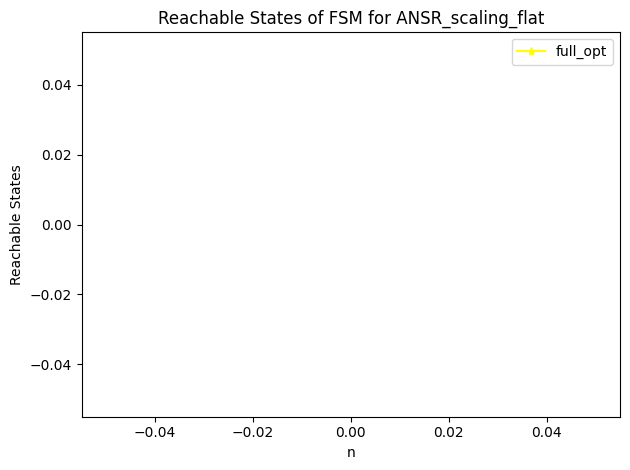 Reachable States of FSM for ANSR_scaling_flat
full_opt
0.04
0.02
0.00
−0.02
−0.04
Reachable States
−0.04
−0.02
0.00
0.02
0.04
n